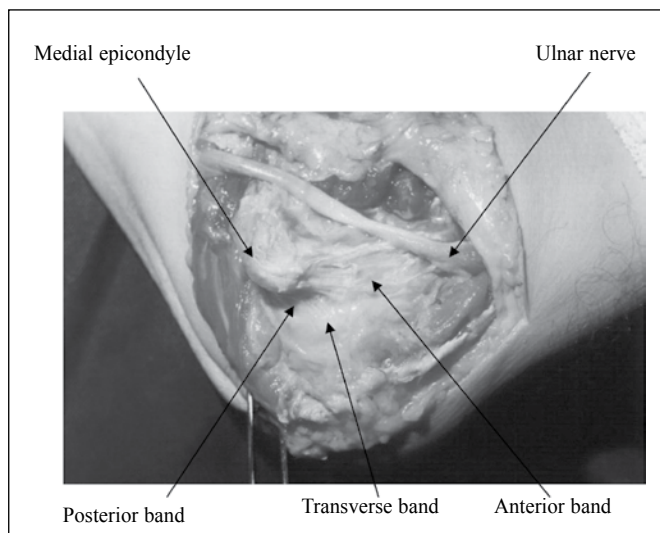 Medial epicondyle
Ulnar nerve
Posterior band
Transverse band
Anterior band